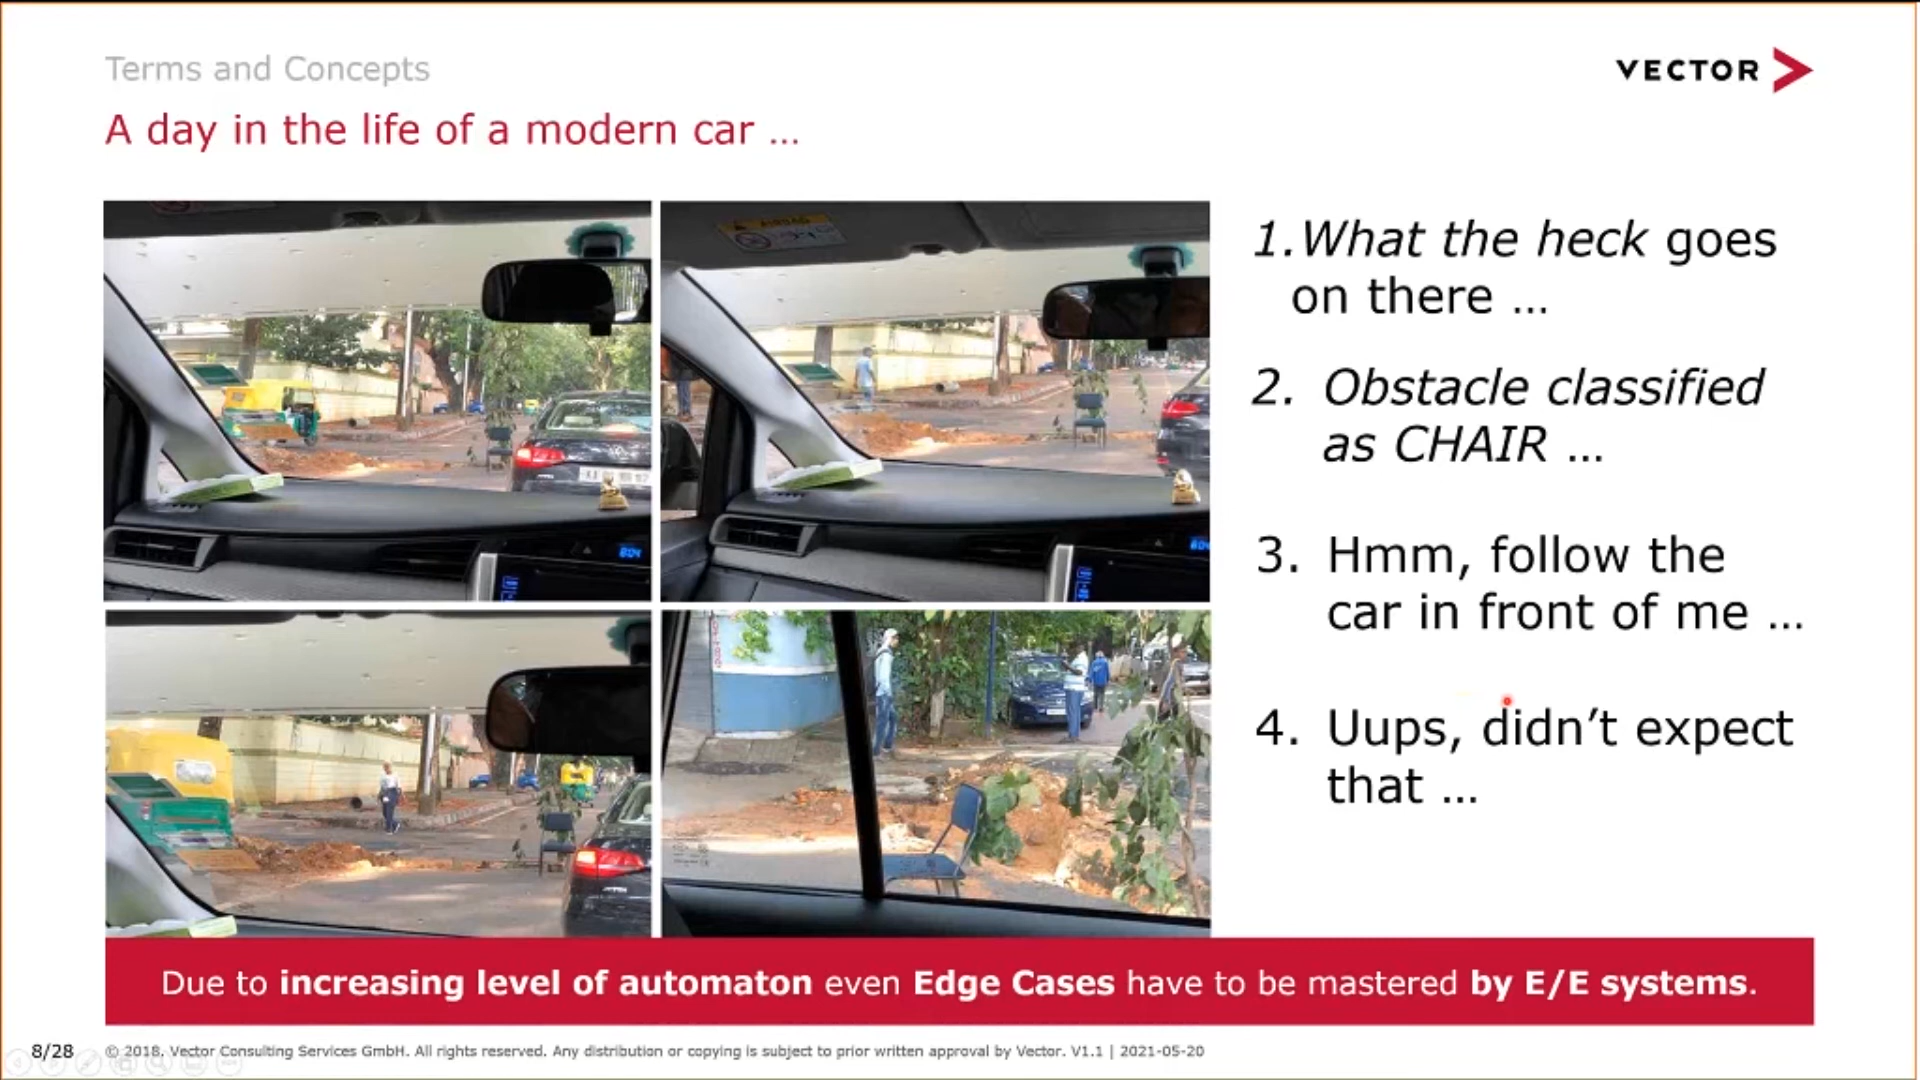 Terms and Concepts
VECTOR
A day in the life of a modern car ...
AIRBAG
8:04
1.What the heck goes
on there ...
2. Obstacle classified
as CHAIR ...
3. Hmm, follow the
car in front of me ...
4. Uups, didn't expect
that ...
Due to increasing level of automaton even Edge Cases have to be mastered by E/E systems.
8/28
© 2018. Vector Consulting Services GmbH. All rights reserved. Any distribution or copying is subject to prior written approval by Vector. V1.1 | 2021-05-20